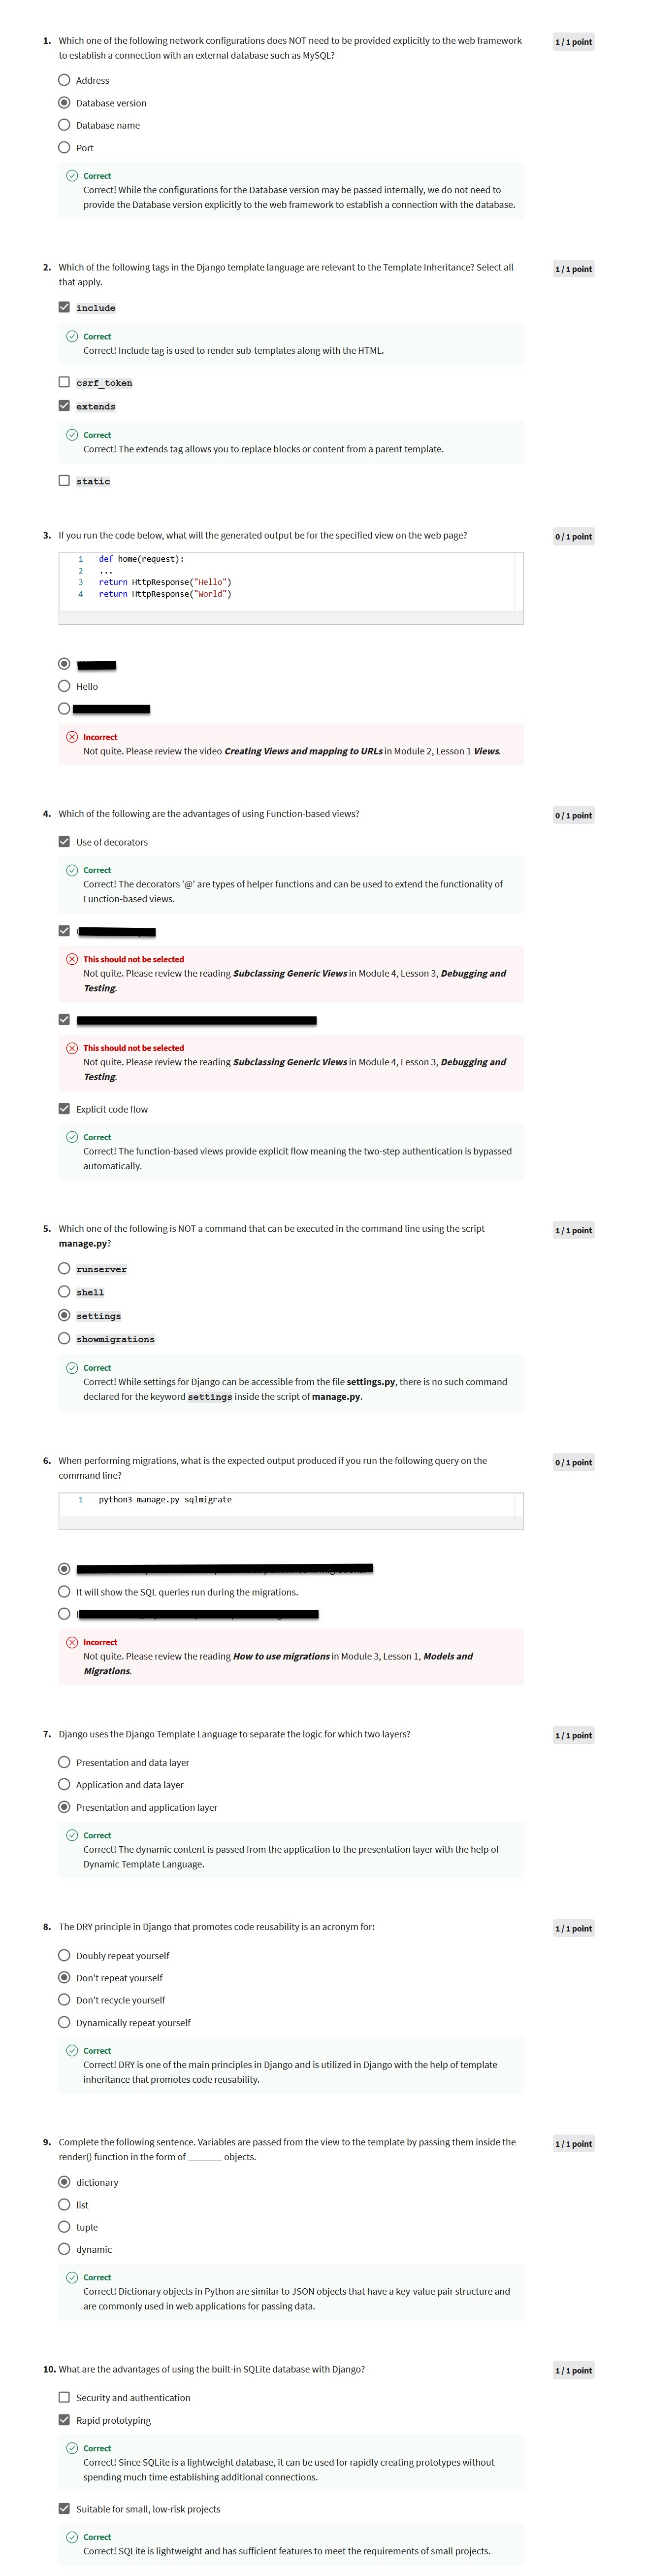 1. Which one of the following network configurations does NOT need to be provided explicitly to the web framework
to establish a connection with an external database such as MySQL?
1 / 1 point
Address
Database version
Database name
Port
Correct
Correct! While the configurations for the Database version may be passed internally, we do not need to
provide the Database version explicitly to the web framework to establish a connection with the database.
2. Which of the following tags in the Django template language are relevant to the Template Inheritance? Select all
that apply.
1 / 1 point
include
Correct
Correct! Include tag is used to render sub-templates along with the HTML.
csrf_token
extends
Correct
Correct! The extends tag allows you to replace blocks or content from a parent template.
static
3. If you run the code below, what will the generated output be for the specified view on the web page?
0 / 1 point
1 def home(request):
2 ...
3 return HttpResponse("Hello")
4 return HttpResponse("World")
Hello
Incorrect
Not quite. Please review the video Creating Views and mapping to URLs in Module 2, Lesson 1 Views.
4. Which of the following are the advantages of using Function-based views?
0 / 1 point
Use of decorators
Correct
Correct! The decorators '@' are types of helper functions and can be used to extend the functionality of
Function-based views.
This should not be selected
Not quite. Please review the reading Subclassing Generic Views in Module 4, Lesson 3, Debugging and
Testing.
This should not be selected
Not quite. Please review the reading Subclassing Generic Views in Module 4, Lesson 3, Debugging and
Testing.
Explicit code flow
Correct
Correct! The function-based views provide explicit flow meaning the two-step authentication is bypassed
automatically.
5. Which one of the following is NOT a command that can be executed in the command line using the script
manage.py?
1 / 1 point
runserver
shell
settings
showmigrations
Correct
Correct! While settings for Django can be accessible from the file settings.py, there is no such command
declared for the keyword settings inside the script of manage.py.
6. When performing migrations, what is the expected output produced if you run the following query on the
command line?
0 / 1 point
1 python3 manage.py sqlmigrate
It will show the SQL queries run during the migrations.
Incorrect
Not quite. Please review the reading How to use migrations in Module 3, Lesson 1, Models and
Migrations.
7. Django uses the Django Template Language to separate the logic for which two layers?
1 / 1 point
Presentation and data layer
Application and data layer
Presentation and application layer
Correct
Correct! The dynamic content is passed from the application to the presentation layer with the help of
Dynamic Template Language.
8. The DRY principle in Django that promotes code reusability is an acronym for:
1 / 1 point
Doubly repeat yourself
Don't repeat yourself
Don't recycle yourself
Dynamically repeat yourself
Correct
Correct! DRY is one of the main principles in Django and is utilized in Django with the help of template
inheritance that promotes code reusability.
9. Complete the following sentence. Variables are passed from the view to the template by passing them inside the
render() function in the form of _______ objects.
1 / 1 point
dictionary
list
tuple
dynamic
Correct
Correct! Dictionary objects in Python are similar to JSON objects that have a key-value pair structure and
are commonly used in web applications for passing data.
10. What are the advantages of using the built-in SQLite database with Django?
1 / 1 point
Security and authentication
Rapid prototyping
Correct
Correct! Since SQLite is a lightweight database, it can be used for rapidly creating prototypes without
spending much time establishing additional connections.
Suitable for small, low-risk projects
Correct
Correct! SQLite is lightweight and has sufficient features to meet the requirements of small projects.